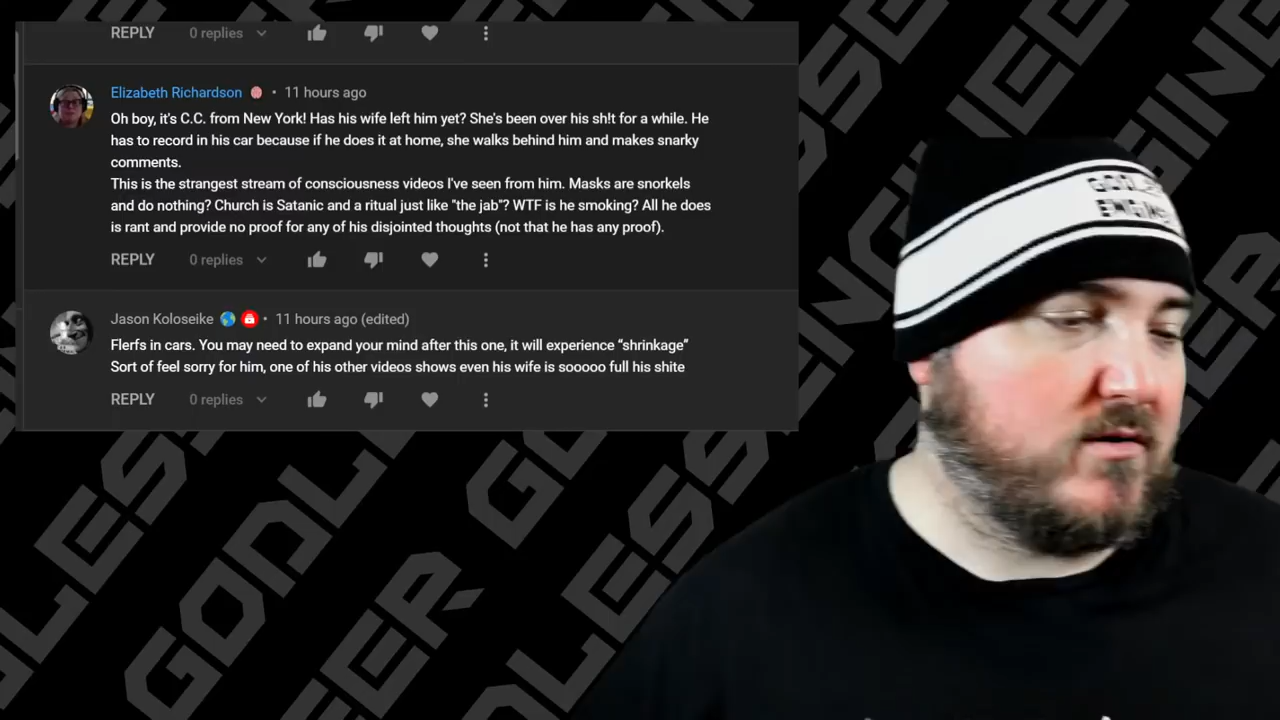 REPLY 0 replies
Elizabeth Richardson • 11 hours ago
Oh boy, it's C.C. from New York! Has his wife left him yet? She's been over his sh!t for a while. He
has to record in his car because if he does it at home, she walks behind him and makes snarky
comments.
This is the strangest stream of consciousness videos I've seen from him. Masks are snorkels
and do nothing? Church is Satanic and a ritual just like "the jab"? WTF is he smoking? All he does
is rant and provide no proof for any of his disjointed thoughts (not that he has any proof).
REPLY 0 replies
Jason Koloseike • 11 hours ago (edited)
Flerfs in cars. You may need to expand your mind after this one, it will experience “shrinkage”
Sort of feel sorry for him, one of his other videos shows even his wife is sooooo full his shite
REPLY 0 replies